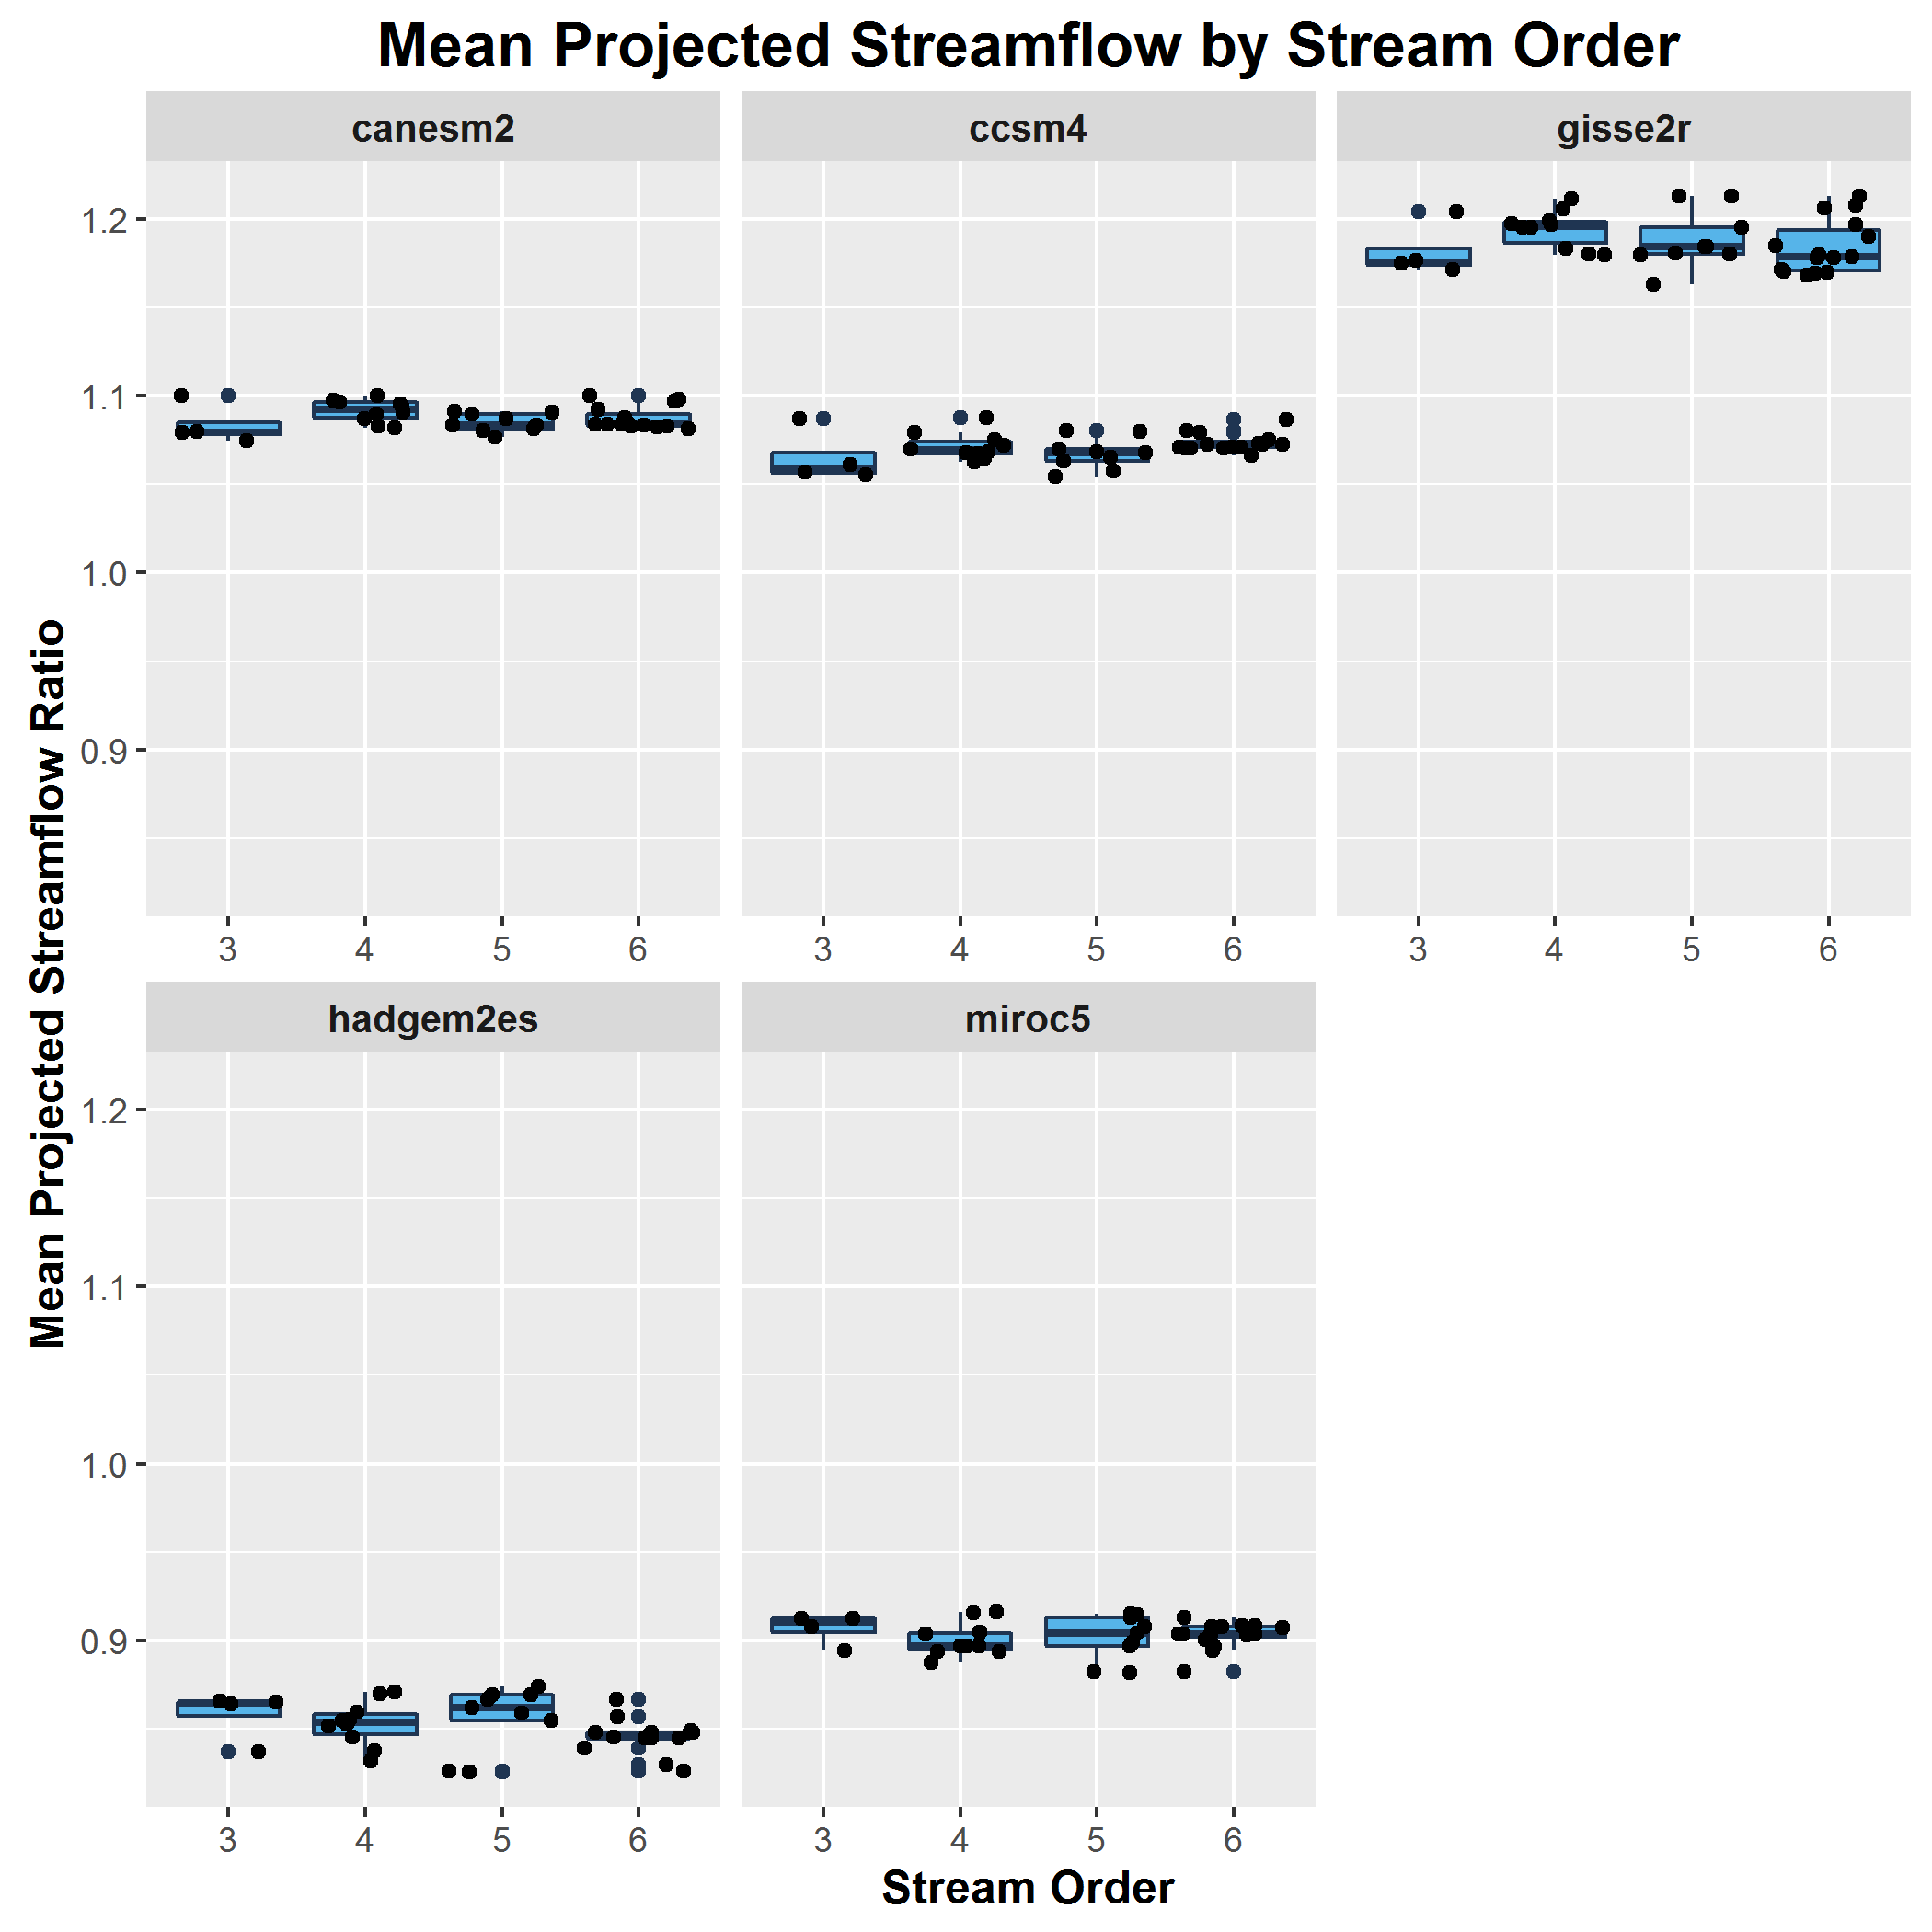 Mean Projected Streamflow by Stream Order
canesm2 ccsm4 gisse2r
1.2
1.1
1.0
0.9
3 4 5 6 3 4 5 6 3 4 5 6
Mean Projected Streamflow Ratio
hadgem2es miroc5
1.2
1.1
1.0
0.9
3 4 5 6 3 4 5 6
Stream Order